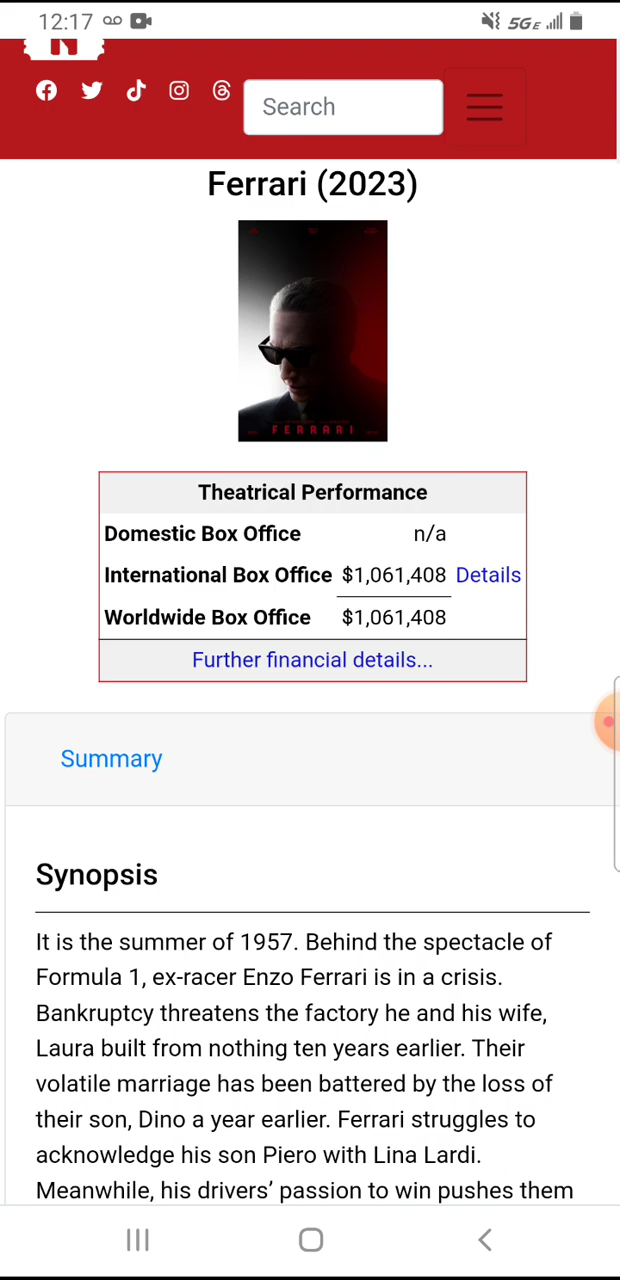 12:17
5GE
Search
Ferrari (2023)
FERRARI
Theatrical Performance
Domestic Box Office n/a
International Box Office $1,061,408 Details
Worldwide Box Office $1,061,408
Further financial details...
Summary
Synopsis
It is the summer of 1957. Behind the spectacle of
Formula 1, ex-racer Enzo Ferrari is in a crisis.
Bankruptcy threatens the factory he and his wife,
Laura built from nothing ten years earlier. Their
volatile marriage has been battered by the loss of
their son, Dino a year earlier. Ferrari struggles to
acknowledge his son Piero with Lina Lardi.
Meanwhile, his drivers’ passion to win pushes them